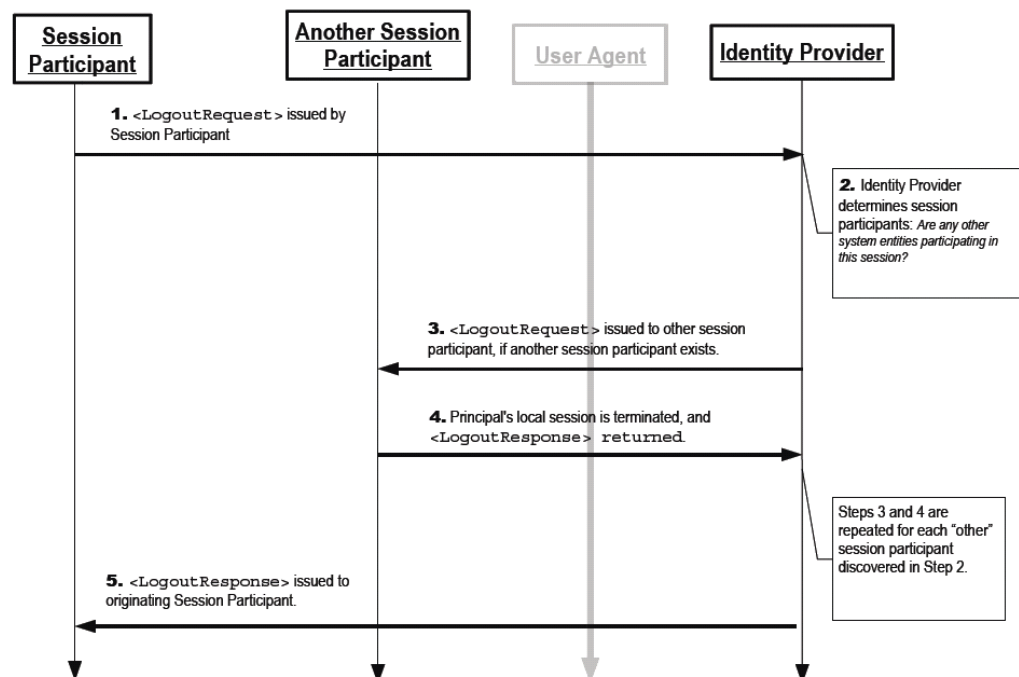 Session
Participant
Another Session
Participant
User Agent
Identity Provider
1. <LogoutRequest> issued by
Session Participant
2. Identity Provider
determines session
participants: Are any other
system entities participating in
this session?
3. <LogoutRequest> issued to other session
participant, if another session participant exists.
4. Principal's local session is terminated, and
<LogoutResponse> returned.
Steps 3 and 4 are
repeated for each “other”
session participant
discovered in Step 2.
5. <LogoutResponse> issued to
originating Session Participant.